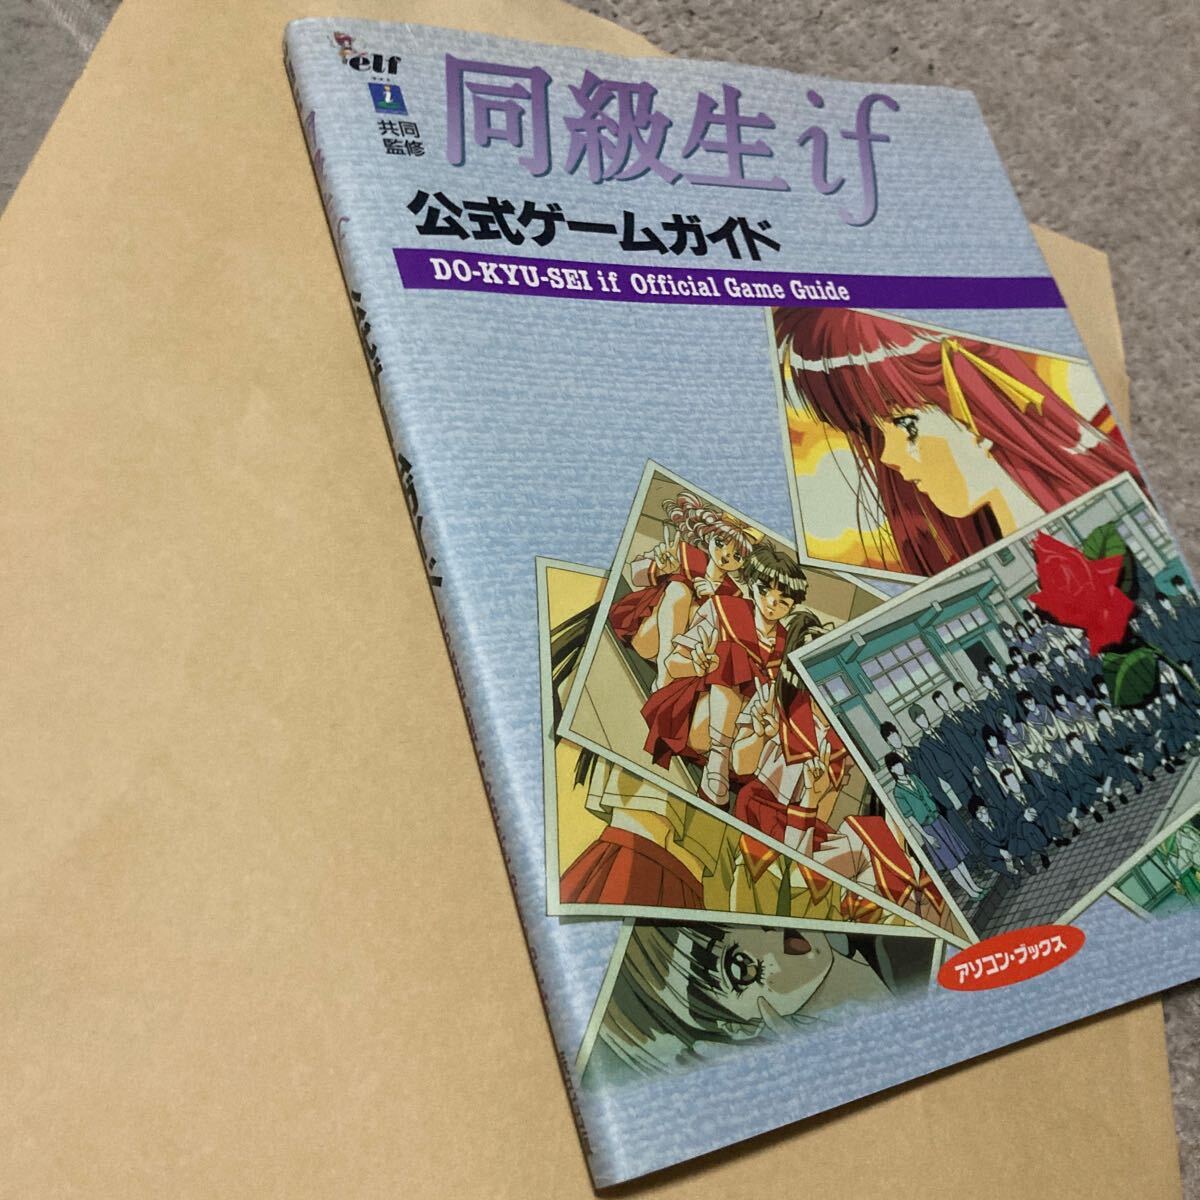 elf
i
共同
監修
同級生if
公式ゲームガイド
DO-KYU-SEI if Official Game Guide
アソコン・ブックス